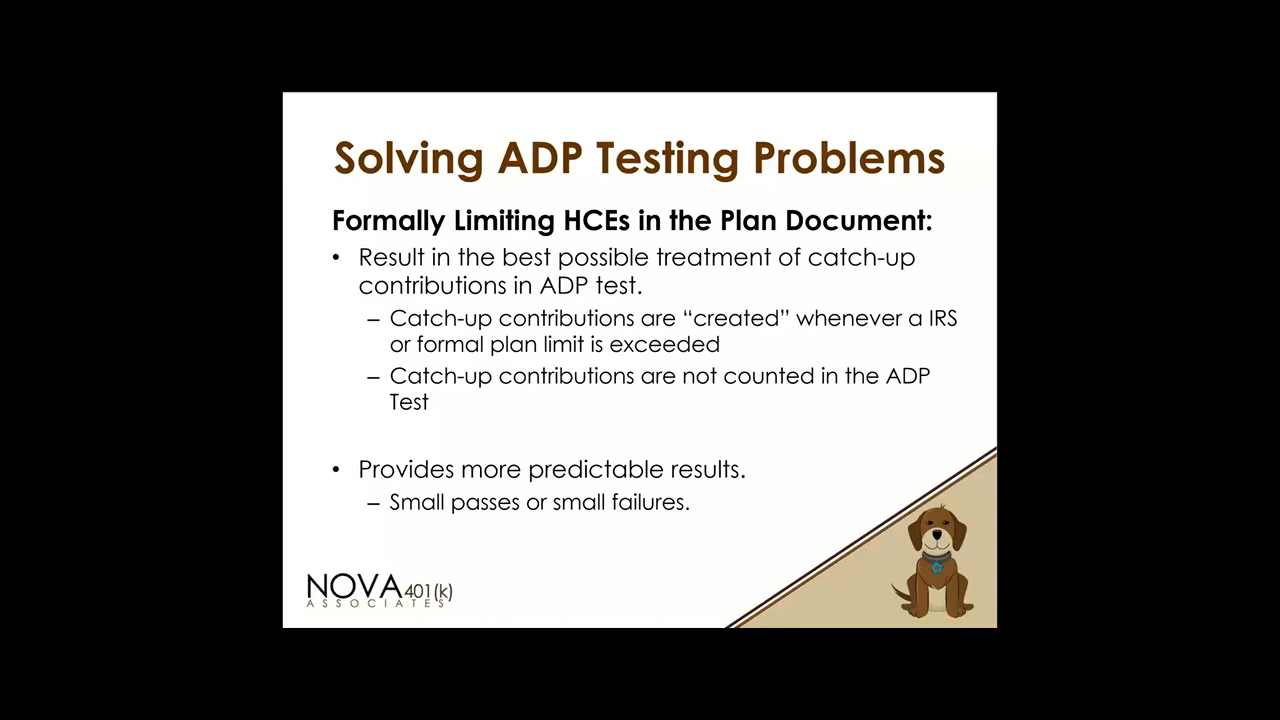 Solving ADP Testing Problems
Formally Limiting HCEs in the Plan Document:
• Result in the best possible treatment of catch-up
contributions in ADP test.
– Catch-up contributions are “created” whenever a IRS
or formal plan limit is exceeded
– Catch-up contributions are not counted in the ADP
Test
• Provides more predictable results.
– Small passes or small failures.
NOVA 401(k)
ASSOCIATES